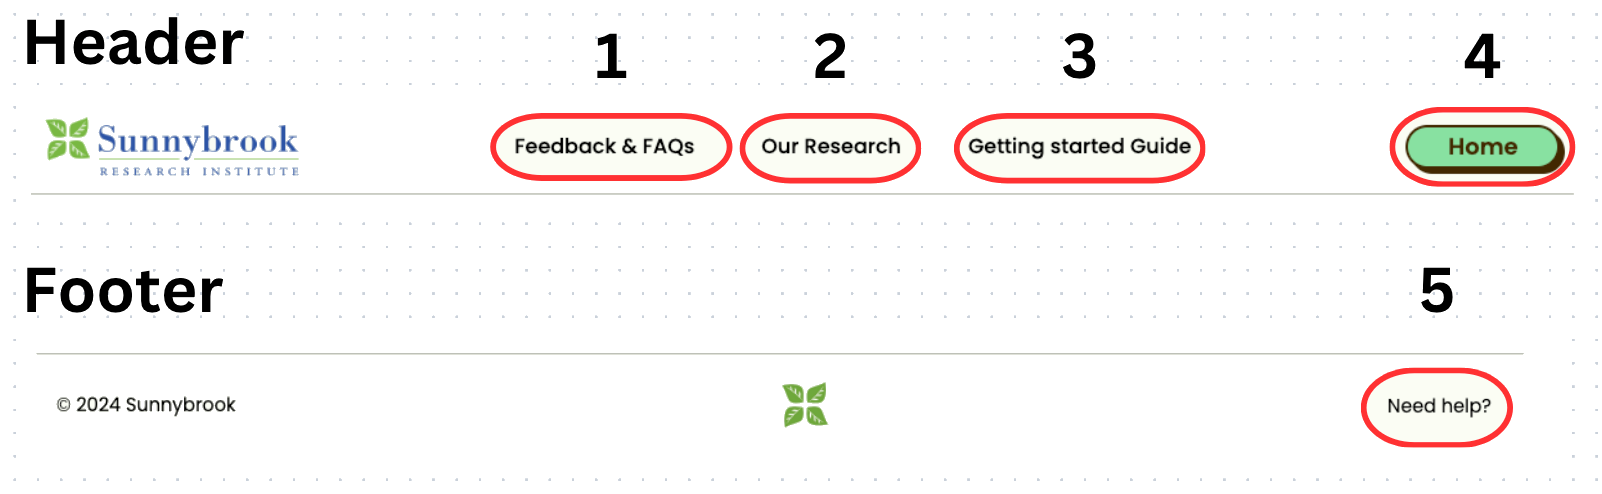 Header
1
2
3
4
Sunnybrook
RESEARCH INSTITUTE
Feedback & FAQs
Our Research
Getting started Guide
Home
Footer
5
© 2024 Sunnybrook
Need help?